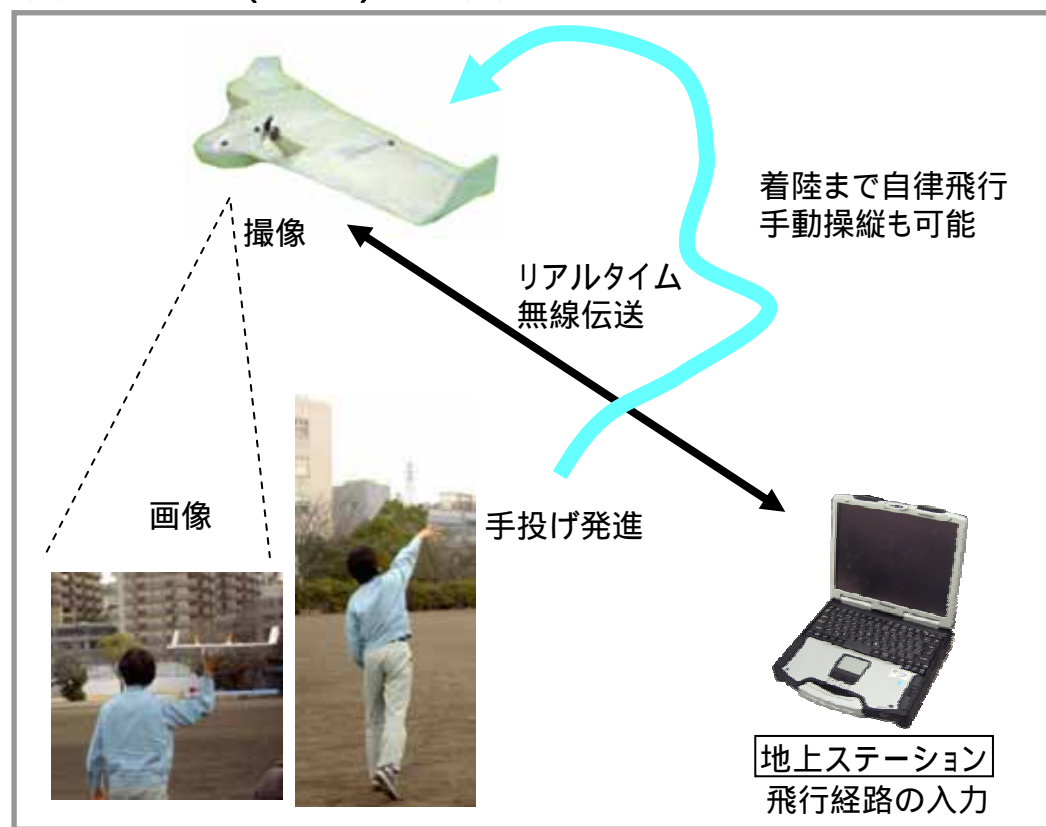 撮像
着陸まで自律飛行
手動操縦も可能
リアルタイム
無線伝送
画像
手投げ発進
地上ステーション
飛行経路の入力